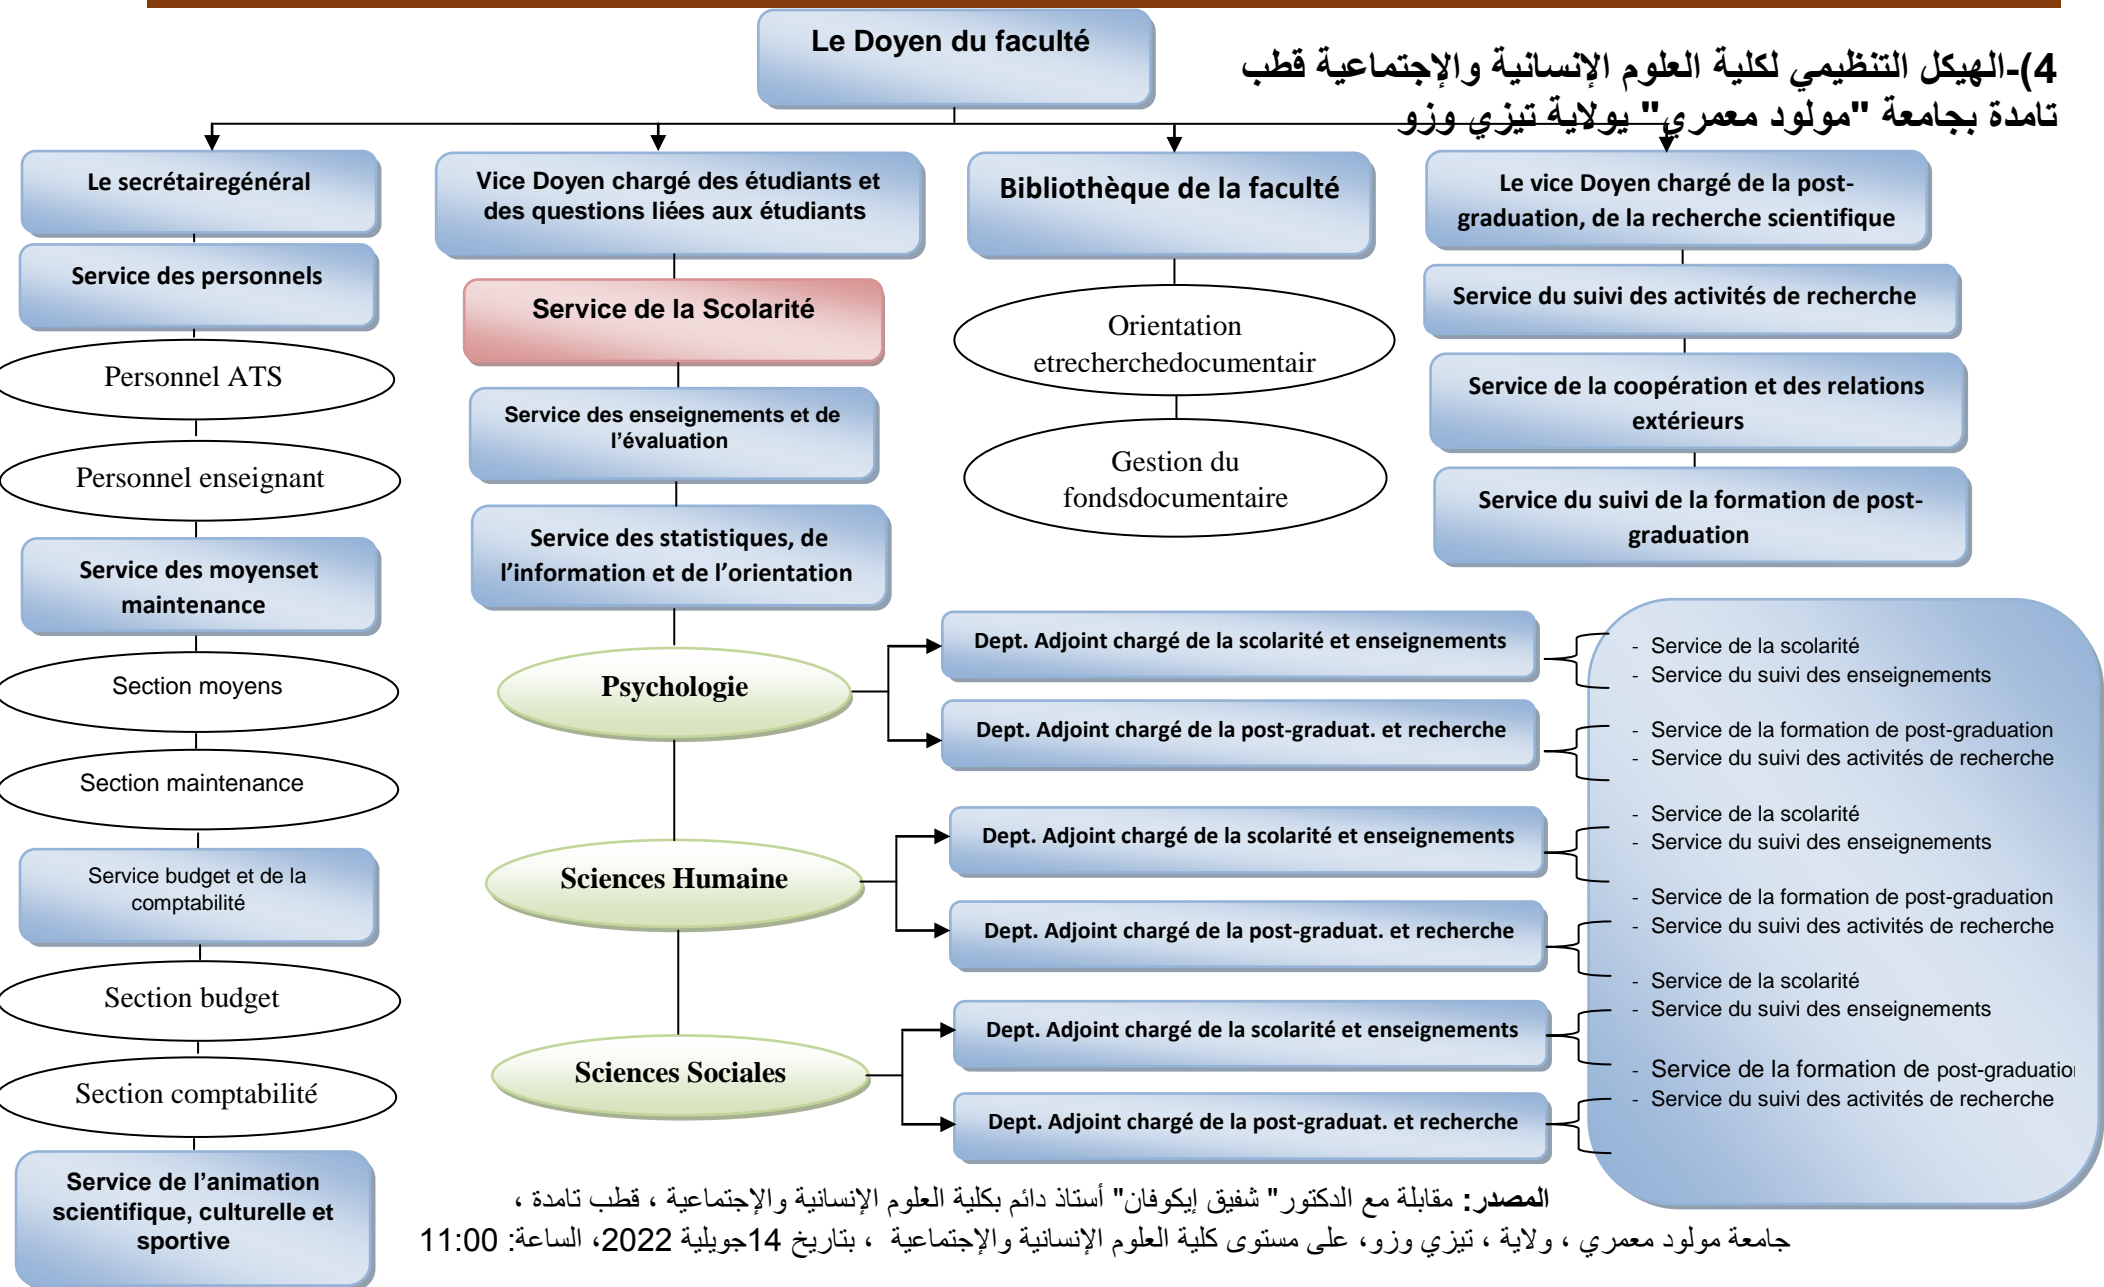 Le Doyen du faculté
4)-الهيكل التنظيمي لكلية العلوم الإنسانية والإجتماعية قطب
تامدة بجامعة "مولود معمري" يولاية تيزي وزو
Le secrétairegénéral
Service des personnels
Personnel ATS
Personnel enseignant
Service des moyenset
maintenance
Section moyens
Section maintenance
Service budget et de la
comptabilité
Section budget
Section comptabilité
Service de l'animation
scientifique, culturelle et
sportive
Vice Doyen chargé des étudiants et
des questions liées aux étudiants
Service de la Scolarité
Service des enseignements et de
l'évaluation
Service des statistiques, de
l'information et de l'orientation
Bibliothèque de la faculté
Orientation
etrecherchedocumentair
Gestion du
fondsdocumentaire
Le vice Doyen chargé de la post-
graduation, de la recherche scientifique
Service du suivi des activités de recherche
Service de la coopération et des relations
extérieurs
Service du suivi de la formation de post-
graduation
Psychologie
Dept. Adjoint chargé de la scolarité et enseignements
- Service de la scolarité
- Service du suivi des enseignements
Dept. Adjoint chargé de la post-graduat. et recherche
- Service de la formation de post-graduation
- Service du suivi des activités de recherche
Sciences Humaine
Dept. Adjoint chargé de la scolarité et enseignements
- Service de la scolarité
- Service du suivi des enseignements
Dept. Adjoint chargé de la post-graduat. et recherche
- Service de la formation de post-graduation
- Service du suivi des activités de recherche
Sciences Sociales
Dept. Adjoint chargé de la scolarité et enseignements
- Service de la scolarité
- Service du suivi des enseignements
Dept. Adjoint chargé de la post-graduat. et recherche
- Service de la formation de post-graduation
- Service du suivi des activités de recherche
المصدر: مقابلة مع الدكتور" شفيق إيكوفان" أستاذ دائم بكلية العلوم الإنسانية والإجتماعية ، قطب تامدة ،
جامعة مولود معمري ، ولاية ، تيزي وزو، على مستوى كلية العلوم الإنسانية والإجتماعية ، بتاريخ 14جويلية 2022، الساعة: 11:00